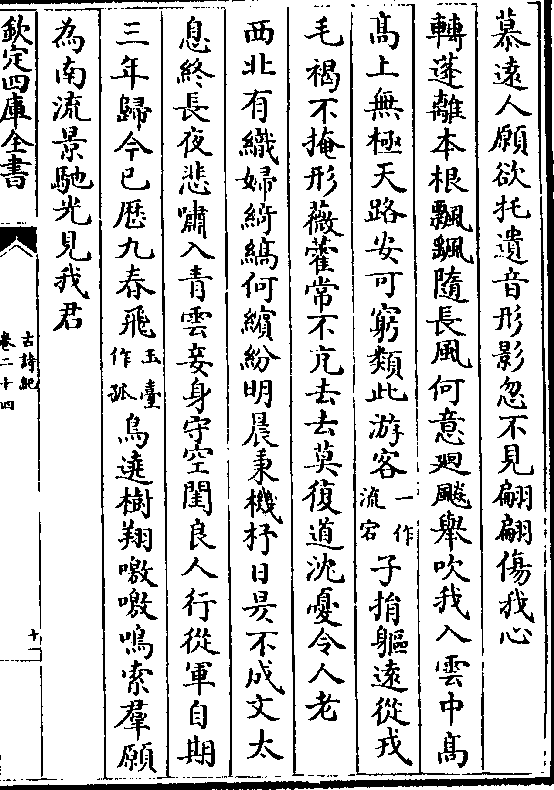 慕遠人願欲托遺音形影忽不見翩翩傷我心
轉蓬離本根飄颻隨長風何意迴飈舉吹我入雲中髙
髙上無極天路安可窮類此游客一作流宕子捐軀逺從戎
毛褐不掩形薇藿常不充去去莫復道沈憂令人老
西北有織婦綺縞何繽紛明晨秉機杼日昃不成文太
息終長夜悲嘯入青雲妾身守空閨良人行從軍自期
三年歸今已歴九春飛玉臺作孤鳥遶樹翔噭噭鳴索羣願
為南流景馳光見我君
欽定四庫全書
古詩紀
卷二十四
十一